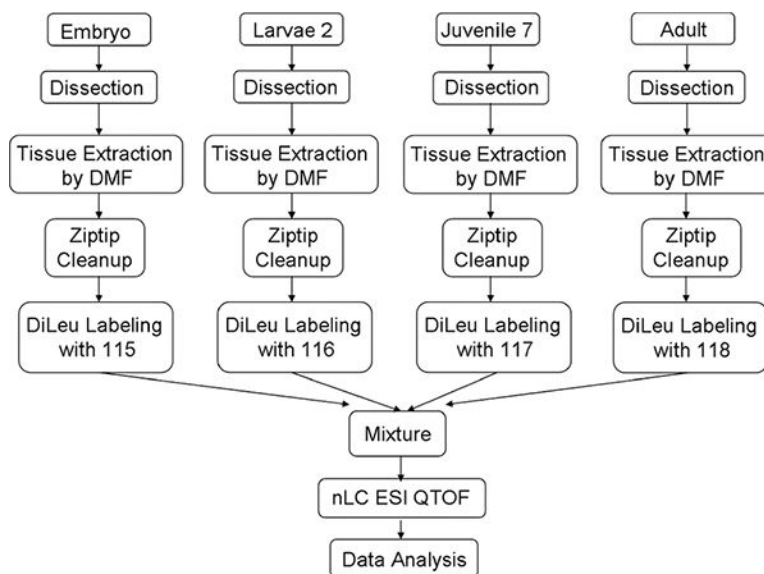 Embryo
Larvae 2
Juvenile 7
Adult
Dissection
Dissection
Dissection
Dissection
Tissue Extraction
by DMF
Tissue Extraction
by DMF
Tissue Extraction
by DMF
Tissue Extraction
by DMF
Ziptip
Cleanup
Ziptip
Cleanup
Ziptip
Cleanup
Ziptip
Cleanup
DiLeu Labeling
with 115
DiLeu Labeling
with 116
DiLeu Labeling
with 117
DiLeu Labeling
with 118
Mixture
nLC ESI QTOF
Data Analysis